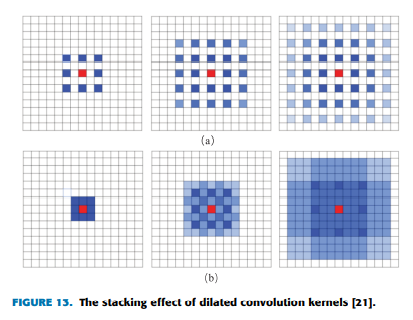 (a)
(b)
FIGURE 13. The stacking effect of dilated convolution kernels [21].